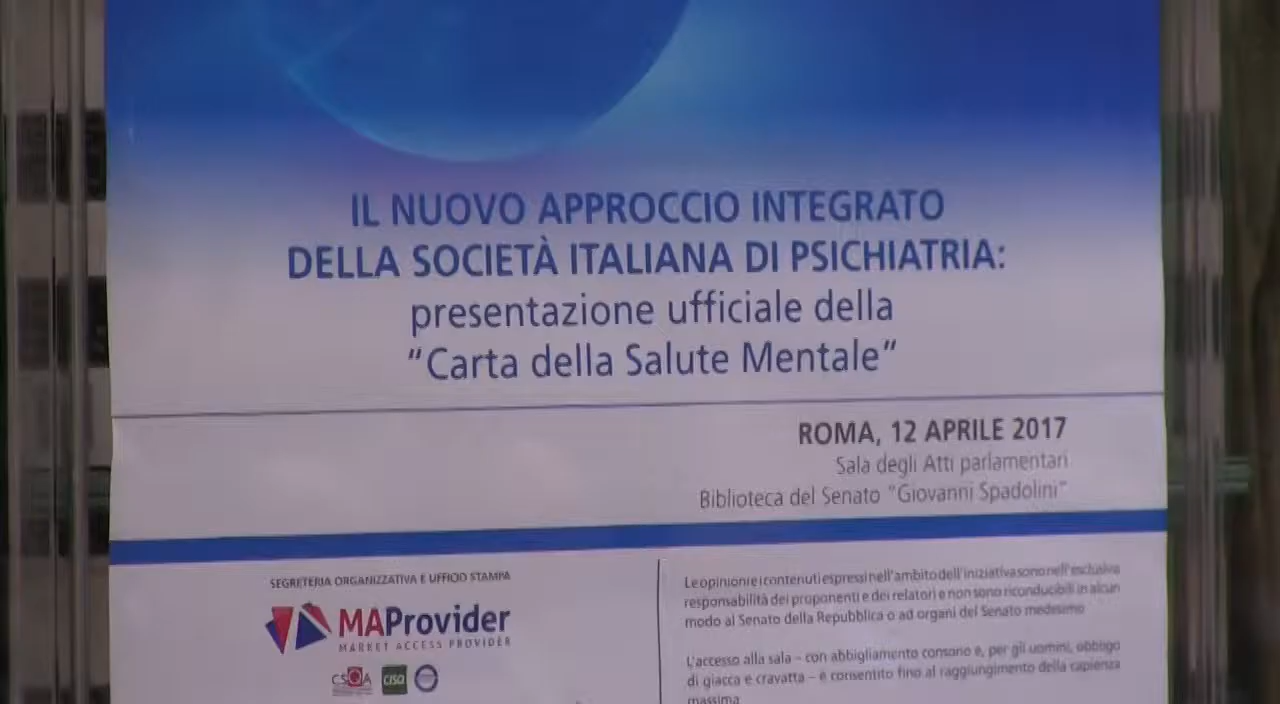 IL NUOVO APPROCCIO INTEGRATO
DELLA SOCIETÀ ITALIANA DI PSICHIATRIA:
presentazione ufficiale della
“Carta della Salute Mentale”
ROMA, 12 APRILE 2017
Sala degli Atti parlamentari
Biblioteca del Senato “Giovanni Spadolini”
SEGRETERIA ORGANIZZATIVA E UFFICIO STAMPA
MAProvider
MARKET ACCESS PROVIDER
CSQA CISQ
Le opinioni e i contenuti espressi nell'ambito dell'iniziativa sono nell'esclusiva
responsabilità dei proponenti e dei relatori e non sono riconducibili in alcun
modo al Senato della Repubblica o ad organi del Senato medesimo
L'accesso alla sala – con abbigliamento consono e, per gli uomini, obbligo
di giacca e cravatta – è consentito fino al raggiungimento della capienza
massima